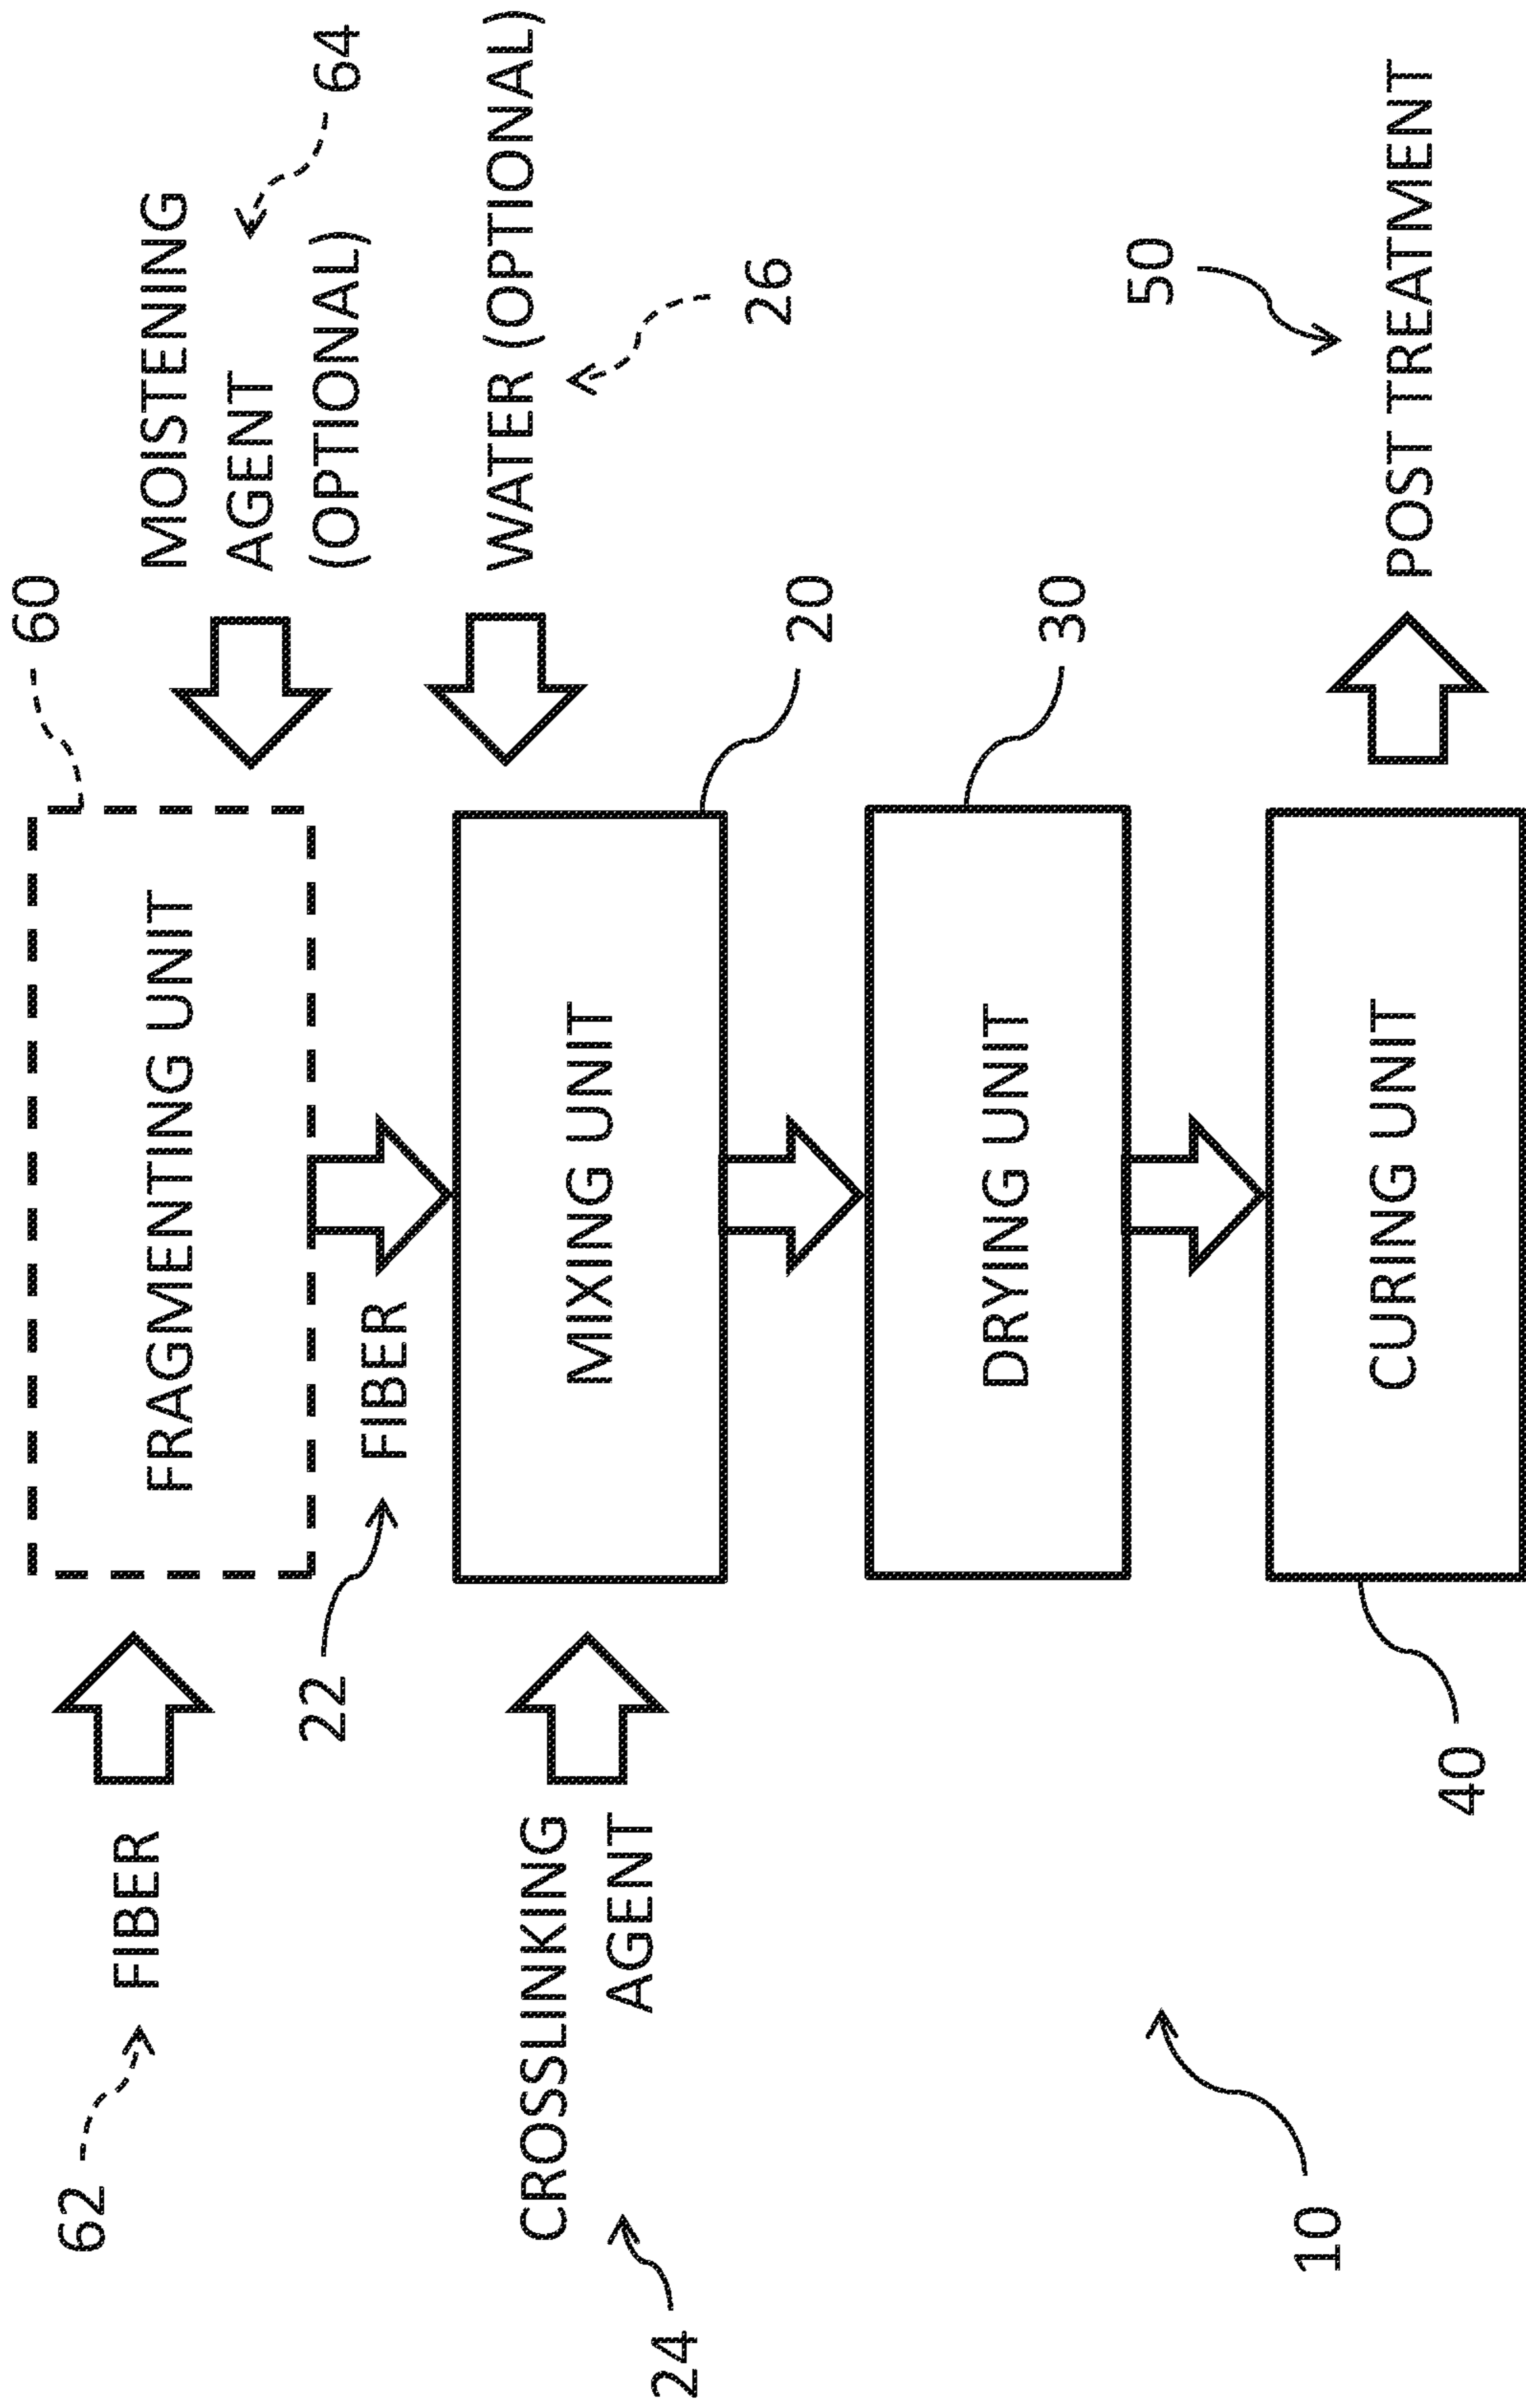 60
62
FIBER
FRAGMENTING UNIT
MOISTENING
AGENT
(OPTIONAL)
64
22
FIBER
CROSSLINKING
AGENT
24
MIXING UNIT
WATER (OPTIONAL)
26
20
DRYING UNIT
30
50
10
CURING UNIT
POST TREATMENT
40